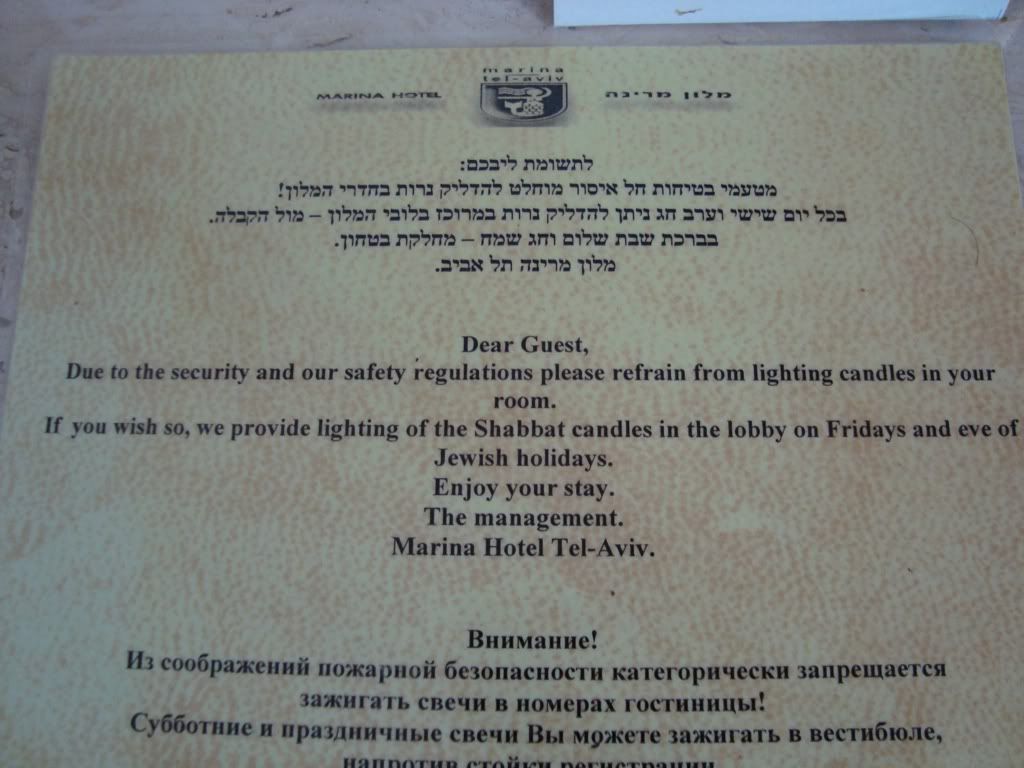 marina
tel-aviv
MARINA HOTEL
מלון מרינה
לתשומת ליבכם:
מטעמי בטיחות חל איסור מוחלט להדליק נרות בחדרי המלון!
בכל יום שישי וערב חג ניתן להדליק נרות במרוכז בלובי המלון – מול הקבלה.
בברכת שבת שלום וחג שמח – מחלקת בטחון.
מלון מרינה תל אביב.
Dear Guest,
Due to the security and our safety regulations please refrain from lighting candles in your
room.
If you wish so, we provide lighting of the Shabbat candles in the lobby on Fridays and eve of
Jewish holidays.
Enjoy your stay.
The management.
Marina Hotel Tel-Aviv.
Внимание!
Из соображений пожарной безопасности категорически запрещается
зажигать свечи в номерах гостиницы!
Субботние и праздничные свечи Вы можете зажигать в вестибюле,
напротив стойки регистрации.